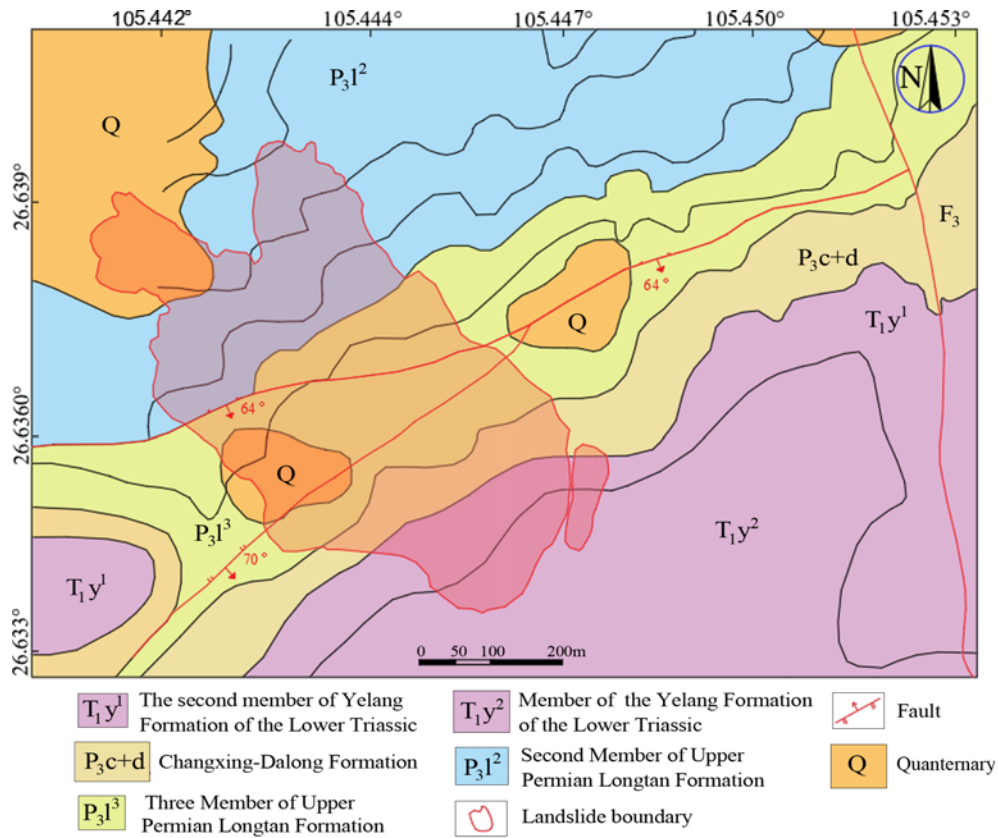 105.442° 105.444° 105.447° 105.450° 105.453°
P₃l²
N
Q
26.639°
F₃
P₃c+d
64°
T₁y¹
Q
64°
26.6360°
Q
T₁y²
P₃l³
70°
T₁y¹
26.633°
0 50 100 200m
T₁y¹ The second member of Yelang
Formation of the Lower Triassic
T₁y² Member of the Yelang Formation
of the Lower Triassic
Fault
P₃c+d Changxing-Dalong Formation
P₃l² Second Member of Upper
Permian Longtan Formation
Q Quanternary
P₃l³ Three Member of Upper
Permian Longtan Formation
Landslide boundary